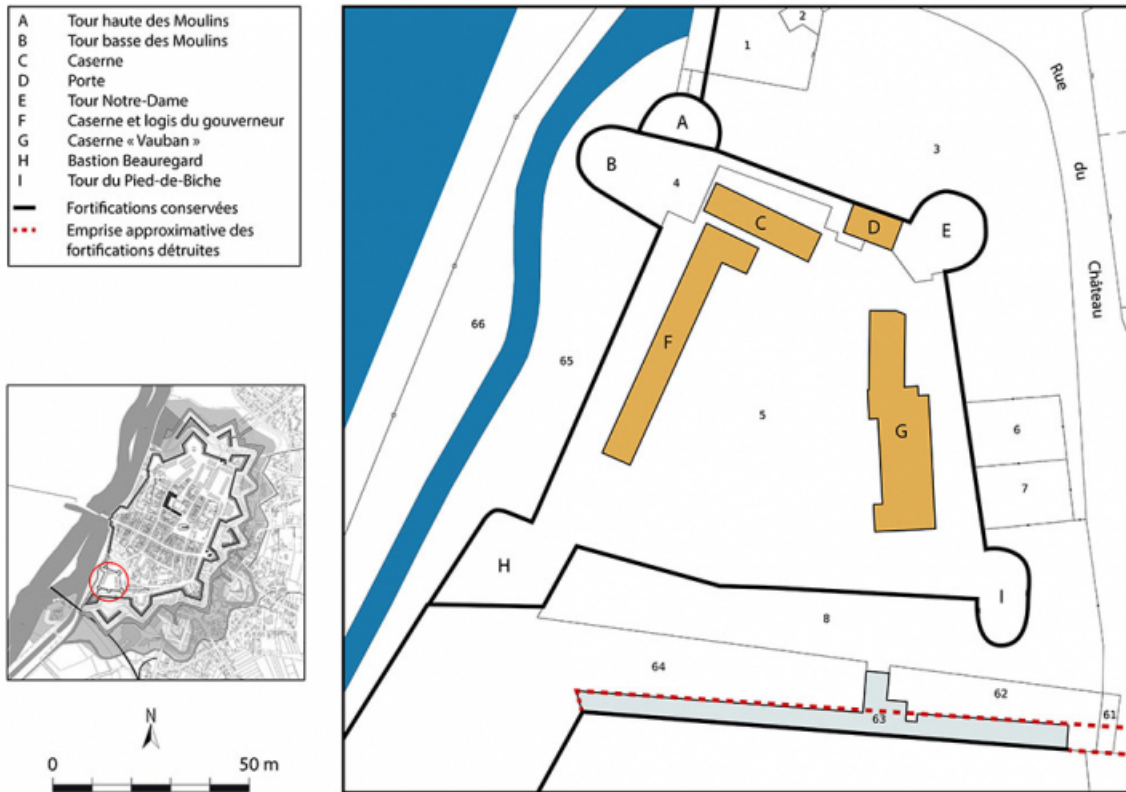 A Tour haute des Moulins
B Tour basse des Moulins
C Caserne
D Porte
E Tour Notre-Dame
F Caserne et logis du gouverneur
G Caserne « Vauban »
H Bastion Beauregard
I Tour du Pied-de-Biche
Fortifications conservées
Emprise approximative des
fortifications détruites
N
0 50 m
2
1
Rue
du
Château
A
3
B
4
C
D
E
66
65
F
5
G
6
7
H
I
8
64
62
61
63